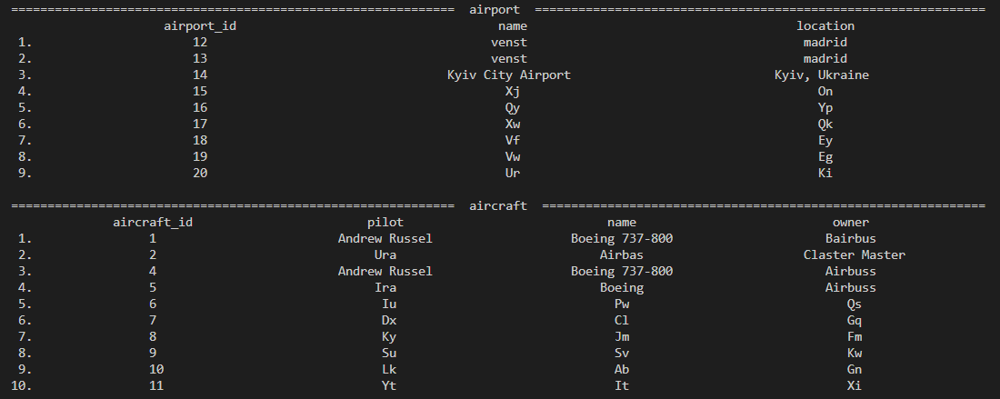 ============================================================= airport ==============================================================
airport_id name location
1. 12 venst madrid
2. 13 venst madrid
3. 14 Kyiv City Airport Kyiv, Ukraine
4. 15 Xj On
5. 16 Qy Yp
6. 17 Xw Qk
7. 18 Vf Ey
8. 19 Vw Eg
9. 20 Ur Ki
============================================================= aircraft =============================================================
aircraft_id pilot name owner
1. 1 Andrew Russel Boeing 737-800 Bairbus
2. 2 Ura Airbas Claster Master
3. 4 Andrew Russel Boeing 737-800 Airbuss
4. 5 Ira Boeing Airbuss
5. 6 Iu Pw Qs
6. 7 Dx Cl Gq
7. 8 Ky Jm Fm
8. 9 Su Sv Kw
9. 10 Lk Ab Gn
10. 11 Yt It Xi